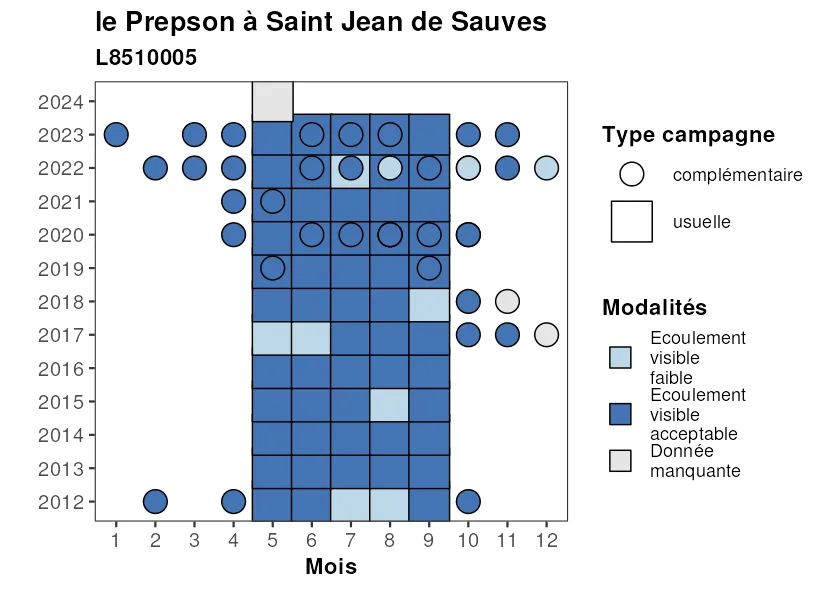 le Prepson à Saint Jean de Sauves
L8510005
2024
2023
2022
2021
2020
2019
2018
2017
2016
2015
2014
2013
2012
1 2 3 4 5 6 7 8 9 10 11 12
Mois
Type campagne
complémentaire
usuelle
Modalités
Ecoulement
visible
faible
Ecoulement
visible
acceptable
Donnée
manquante